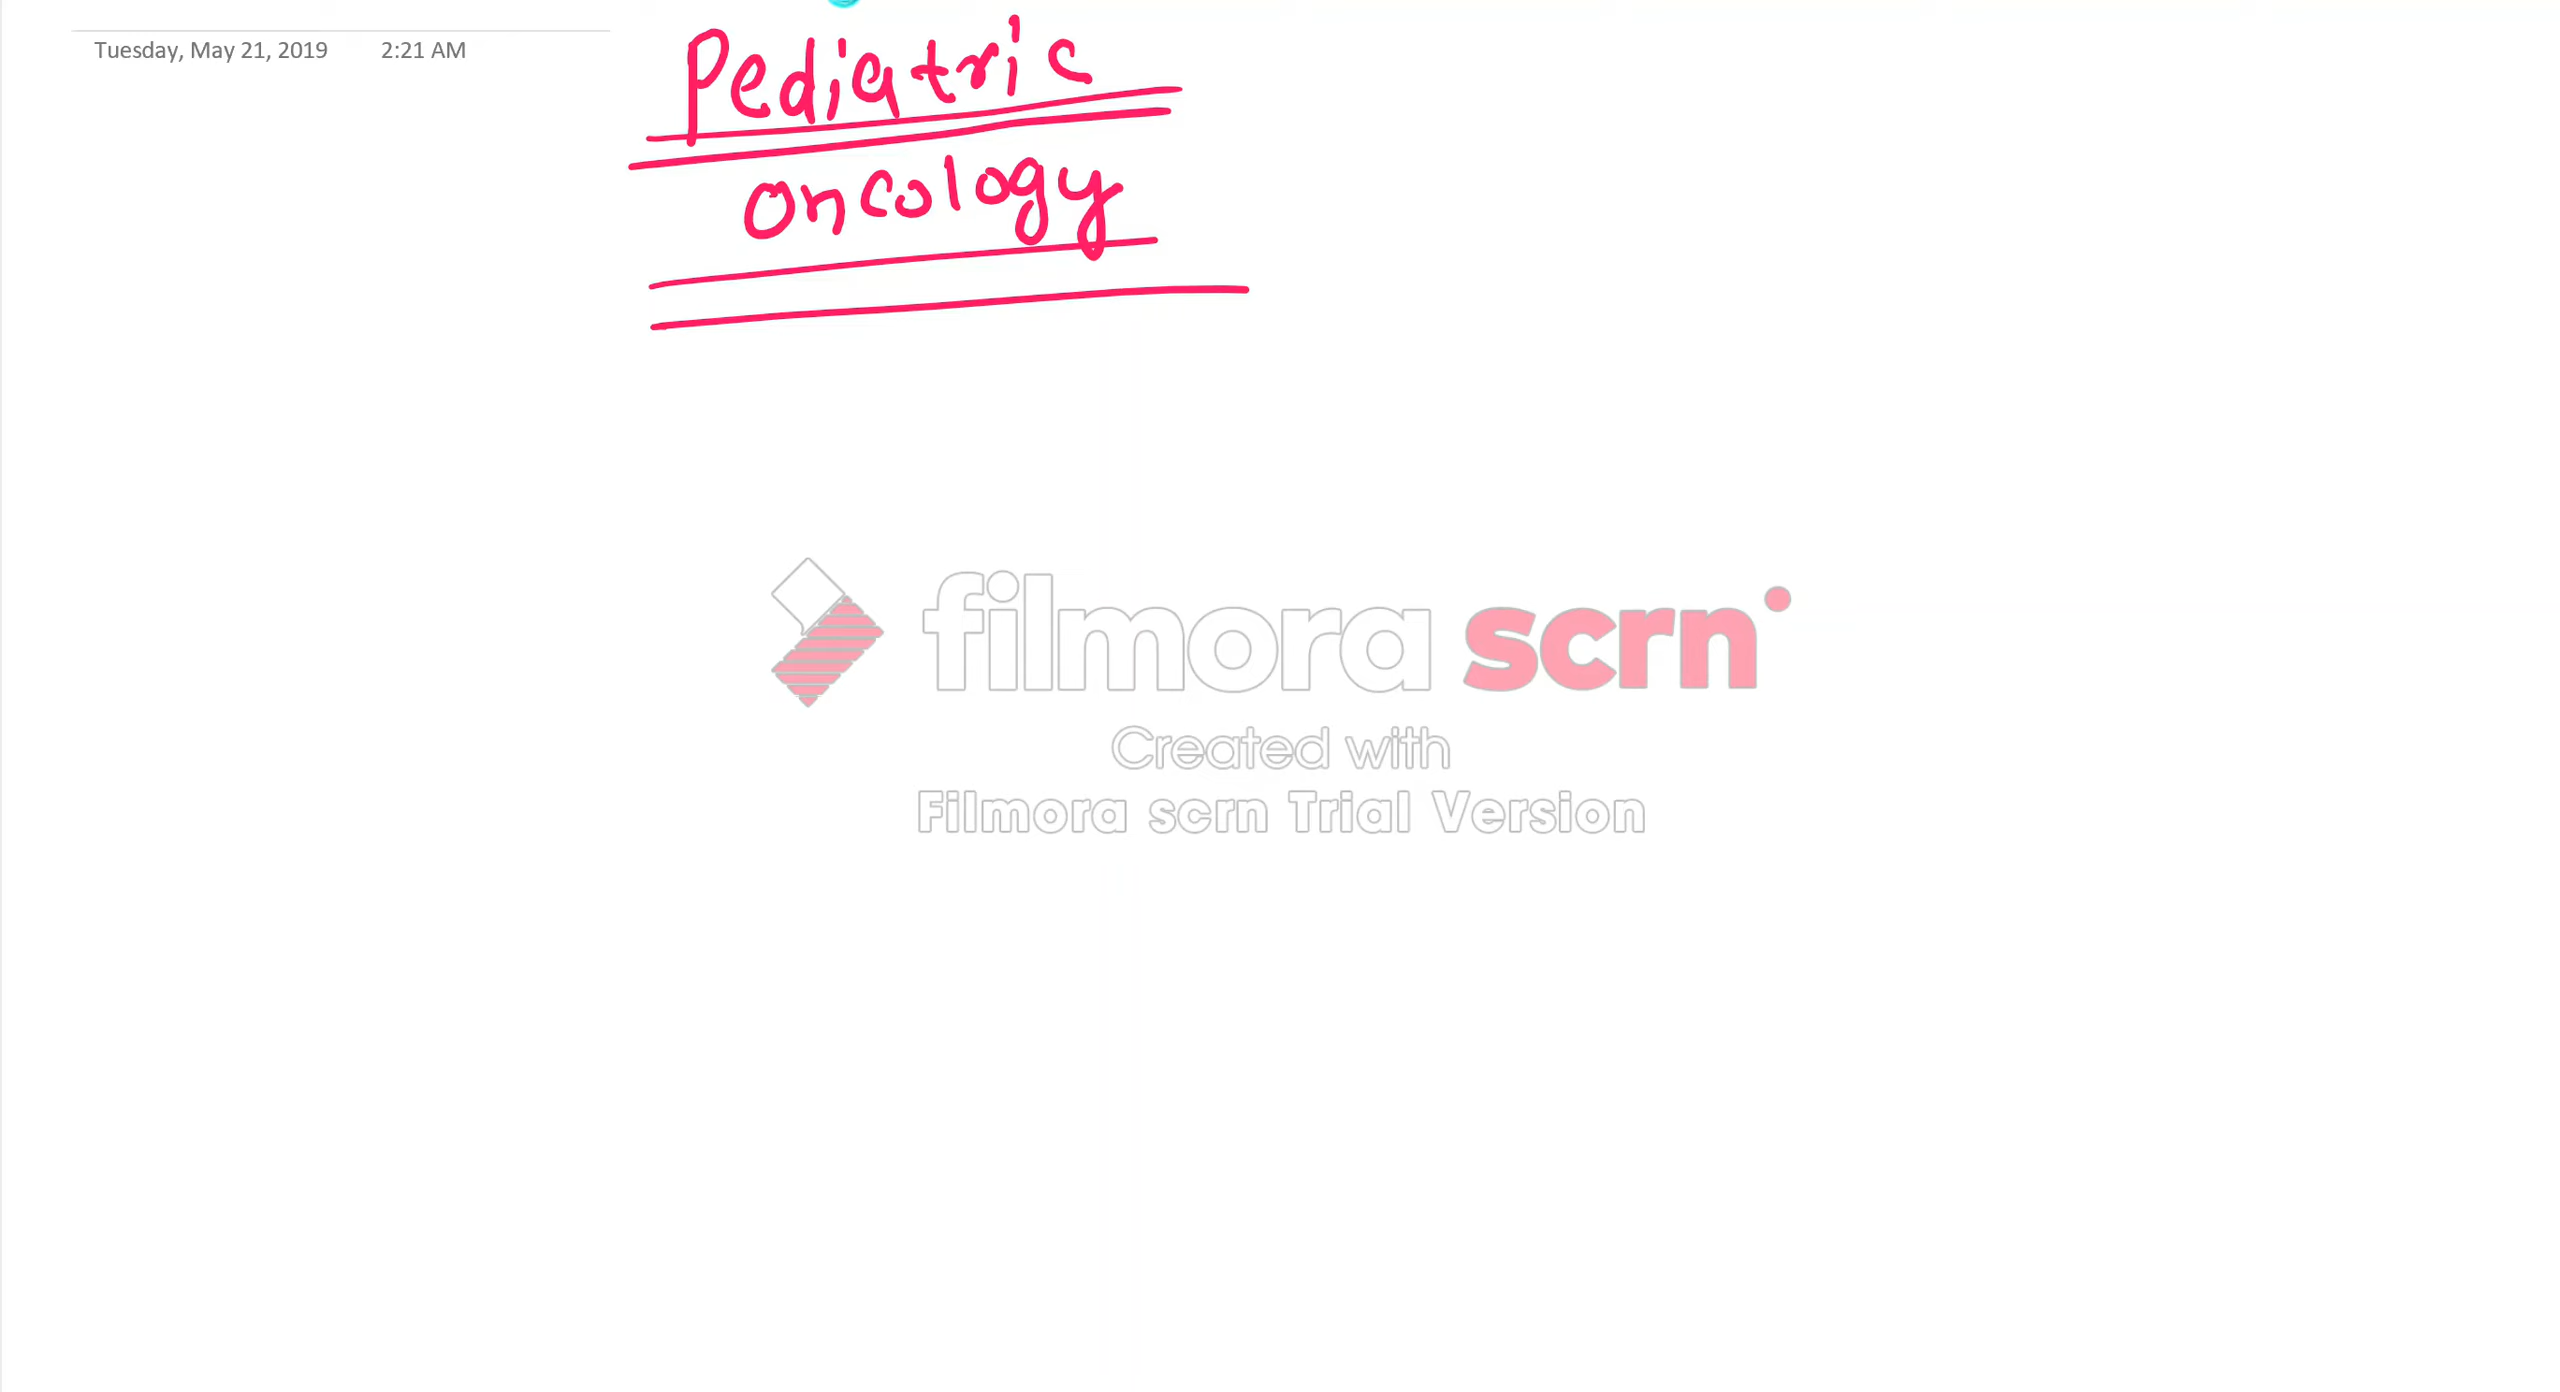 Tuesday, May 21, 2019 2:21 AM
Pediatric
oncology
filmora scrn
Created with
Filmora scrn Trial Version